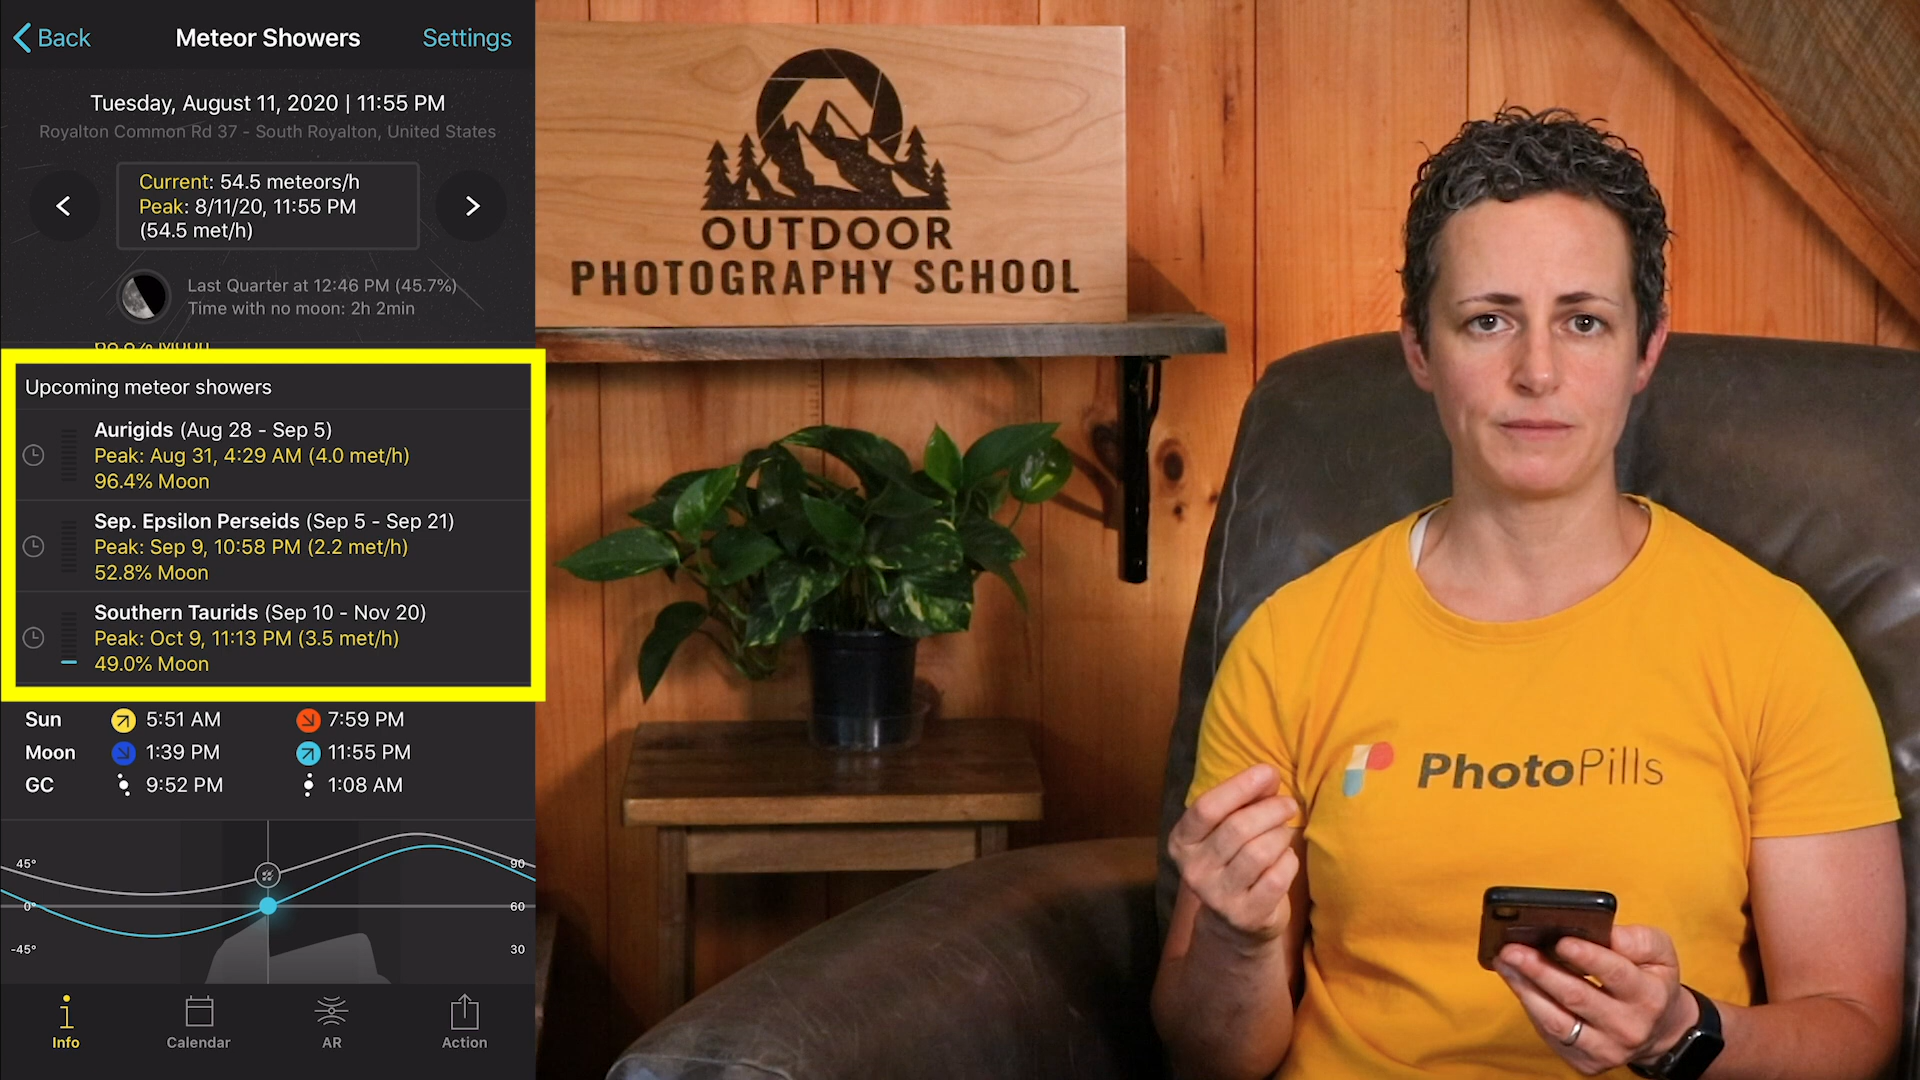 Back
Meteor Showers
Settings
Tuesday, August 11, 2020 | 11:55 PM
Royalton Common Rd 37 - South Royalton, United States
Current: 54.5 meteors/h
Peak: 8/11/20, 11:55 PM
(54.5 met/h)
Last Quarter at 12:46 PM (45.7%)
Time with no moon: 2h 2min
Upcoming meteor showers
Aurigids (Aug 28 - Sep 5)
Peak: Aug 31, 4:29 AM (4.0 met/h)
96.4% Moon
Sep. Epsilon Perseids (Sep 5 - Sep 21)
Peak: Sep 9, 10:58 PM (2.2 met/h)
52.8% Moon
Southern Taurids (Sep 10 - Nov 20)
Peak: Oct 9, 11:13 PM (3.5 met/h)
49.0% Moon
Sun 5:51 AM 7:59 PM
Moon 1:39 PM 11:55 PM
GC 9:52 PM 1:08 AM
45° 90
0° 60
-45° 30
Info
Calendar
AR
Action
OUTDOOR
PHOTOGRAPHY SCHOOL
PhotoPills